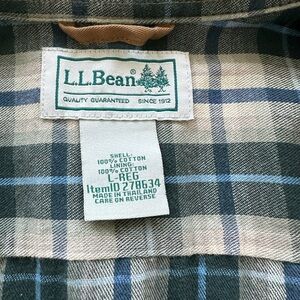 L.L.Bean®
QUALITY GUARANTEED SINCE 1912
SHELL:
100% COTTON
LINING:
100% COTTON
L-REG
ItemID 278634
MADE IN THAILAND
CARE ON REVERSE